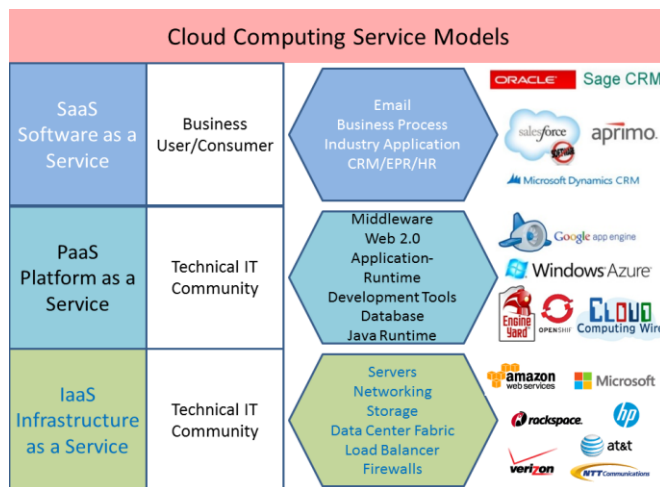 Cloud Computing Service Models
SaaS
Software as a
Service
Business
User/Consumer
Email
Business Process
Industry Application
CRM/EPR/HR
ORACLE
Sage CRM
salesforce
SOFTWARE
aprimo.
Microsoft Dynamics CRM
PaaS
Platform as a
Service
Technical IT
Community
Middleware
Web 2.0
Application-
Runtime
Development Tools
Database
Java Runtime
Google app engine
Windows Azure
Engine
Yard
OPENSHIF
CLOUD
Computing Wire
IaaS
Infrastructure
as a Service
Technical IT
Community
Servers
Networking
Storage
Data Center Fabric
Load Balancer
Firewalls
amazon
web services
Microsoft
rackspace.
hp
at&t
verizon
NTT Communications